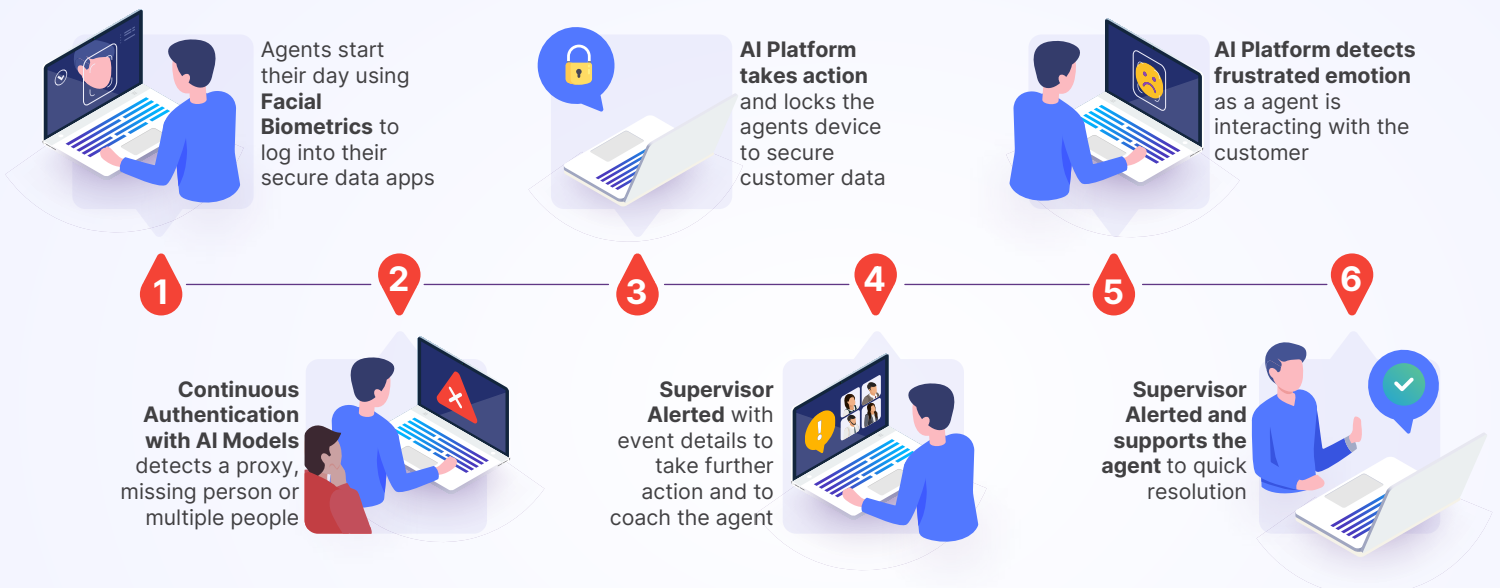 1
Agents start
their day using
Facial
Biometrics to
log into their
secure data apps
2
Continuous
Authentication
with AI Models
detects a proxy,
missing person or
multiple people
3
AI Platform
takes action
and locks the
agents device
to secure
customer data
4
Supervisor
Alerted with
event details to
take further
action and to
coach the agent
5
AI Platform detects
frustrated emotion
as a agent is
interacting with the
customer
6
Supervisor
Alerted and
supports the
agent to quick
resolution